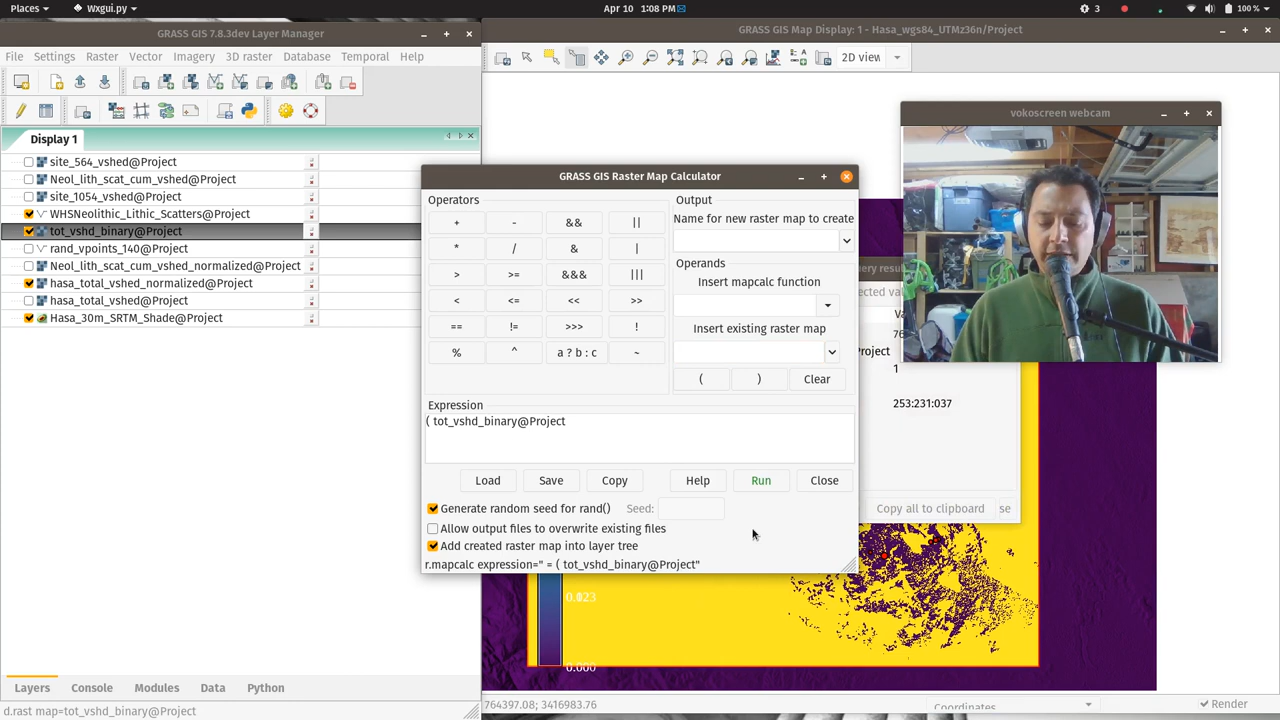 Places Wxgui.py Apr 10 1:08 PM 3 100 %
GRASS GIS 7.8.3dev Layer Manager
File Settings Raster Vector Imagery 3D raster Database Temporal Help
Display 1
site_564_vshed@Project
Neol_lith_scat_cum_vshed@Project
site_1054_vshed@Project
WHSNeolithic_Lithic_Scatters@Project
tot_vshd_binary@Project
rand_vpoints_140@Project
Neol_lith_scat_cum_vshed_normalized@Project
hasa_total_vshed_normalized@Project
hasa_total_vshed@Project
Hasa_30m_SRTM_Shade@Project
Layers Console Modules Data Python
d.rast map=tot_vshd_binary@Project
GRASS GIS Map Display: 1 - Hasa_wgs84_UTMz36n/Project
2D view
vokoscreen webcam
GRASS GIS Raster Map Calculator
Operators
+ - && ||
* / & |
> >= &&& |||
< <= << >>
== != >>> !
% ^ a ? b : c ~
Output
Name for new raster map to create
Operands
Insert mapcalc function
Insert existing raster map
( ) Clear
Expression
( tot_vshd_binary@Project
Load Save Copy Help Run Close
Generate random seed for rand() Seed:
Allow output files to overwrite existing files
Add created raster map into layer tree
r.mapcalc expression=" = ( tot_vshd_binary@Project"
Project
1
253:231:037
Copy all to clipboard se
0.000
764397.08; 3416983.76
Coordinates
Render